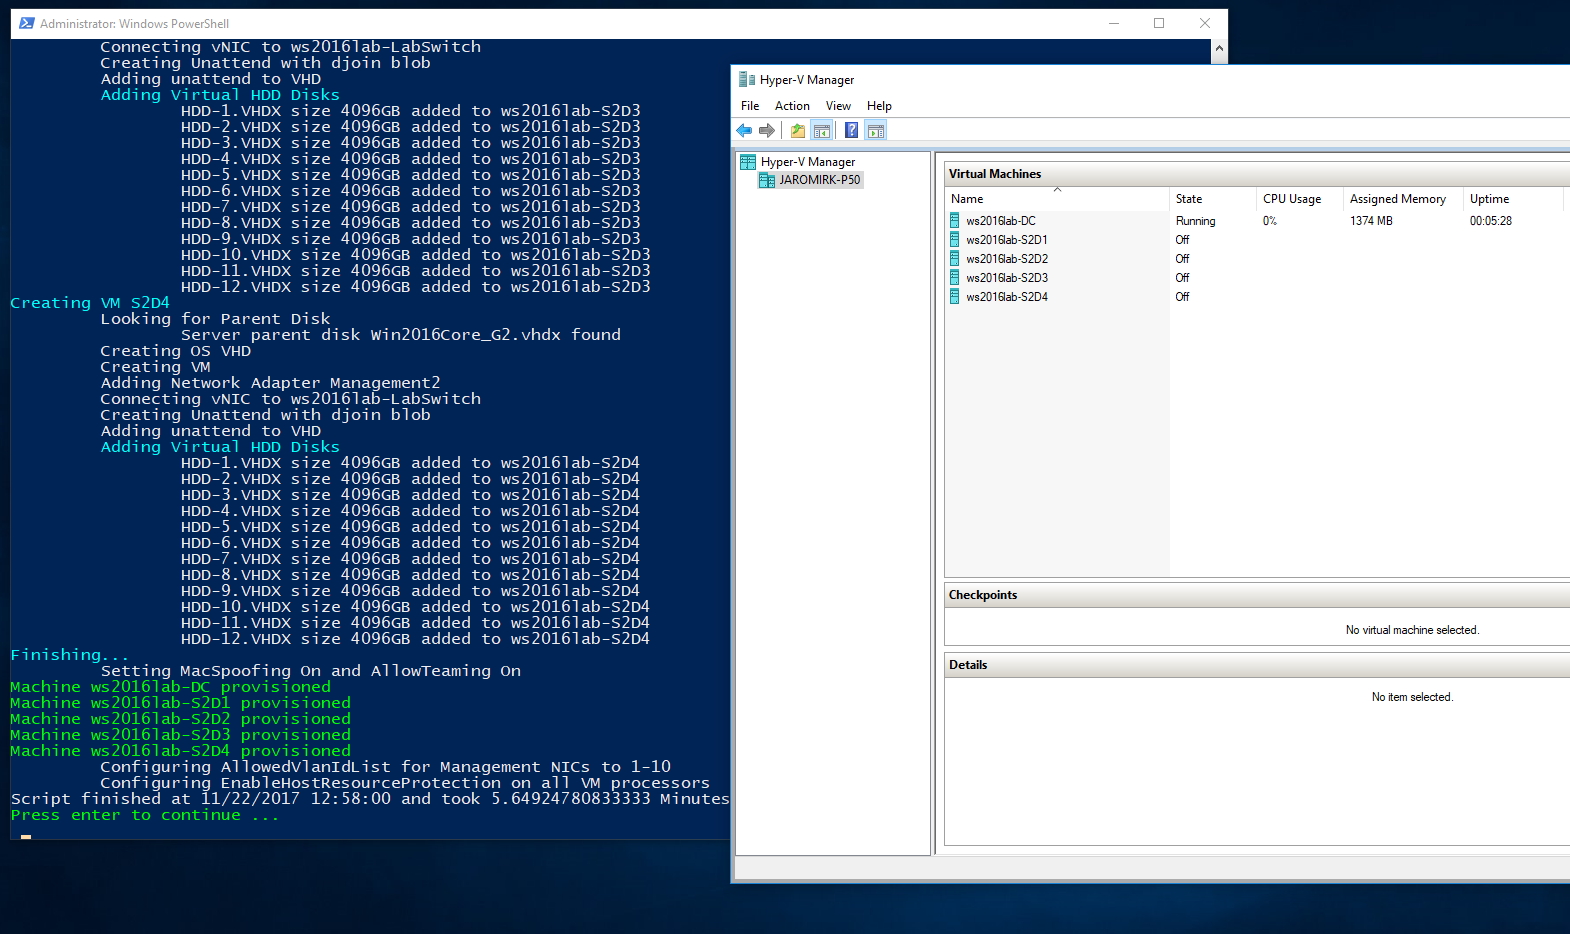 Administrator: Windows PowerShell
Connecting vNIC to ws2016lab-LabSwitch
Creating Unattend with djoin blob
Adding unattend to VHD
Adding Virtual HDD Disks
HDD-1.VHDX size 4096GB added to ws2016lab-S2D3
HDD-2.VHDX size 4096GB added to ws2016lab-S2D3
HDD-3.VHDX size 4096GB added to ws2016lab-S2D3
HDD-4.VHDX size 4096GB added to ws2016lab-S2D3
HDD-5.VHDX size 4096GB added to ws2016lab-S2D3
HDD-6.VHDX size 4096GB added to ws2016lab-S2D3
HDD-7.VHDX size 4096GB added to ws2016lab-S2D3
HDD-8.VHDX size 4096GB added to ws2016lab-S2D3
HDD-9.VHDX size 4096GB added to ws2016lab-S2D3
HDD-10.VHDX size 4096GB added to ws2016lab-S2D3
HDD-11.VHDX size 4096GB added to ws2016lab-S2D3
HDD-12.VHDX size 4096GB added to ws2016lab-S2D3
Creating VM S2D4
Looking for Parent Disk
Server parent disk Win2016Core_G2.vhdx found
Creating OS VHD
Creating VM
Adding Network Adapter Management2
Connecting vNIC to ws2016lab-LabSwitch
Creating Unattend with djoin blob
Adding unattend to VHD
Adding Virtual HDD Disks
HDD-1.VHDX size 4096GB added to ws2016lab-S2D4
HDD-2.VHDX size 4096GB added to ws2016lab-S2D4
HDD-3.VHDX size 4096GB added to ws2016lab-S2D4
HDD-4.VHDX size 4096GB added to ws2016lab-S2D4
HDD-5.VHDX size 4096GB added to ws2016lab-S2D4
HDD-6.VHDX size 4096GB added to ws2016lab-S2D4
HDD-7.VHDX size 4096GB added to ws2016lab-S2D4
HDD-8.VHDX size 4096GB added to ws2016lab-S2D4
HDD-9.VHDX size 4096GB added to ws2016lab-S2D4
HDD-10.VHDX size 4096GB added to ws2016lab-S2D4
HDD-11.VHDX size 4096GB added to ws2016lab-S2D4
HDD-12.VHDX size 4096GB added to ws2016lab-S2D4
Finishing...
Setting MacSpoofing On and AllowTeaming On
Machine ws2016lab-DC provisioned
Machine ws2016lab-S2D1 provisioned
Machine ws2016lab-S2D2 provisioned
Machine ws2016lab-S2D3 provisioned
Machine ws2016lab-S2D4 provisioned
Configuring AllowedVlanIdList for Management NICs to 1-10
Configuring EnableHostResourceProtection on all VM processors
Script finished at 11/22/2017 12:58:00 and took 5.64924780833333 Minutes
Press enter to continue ...
Hyper-V Manager
File Action View Help
Hyper-V Manager
JAROMIRK-P50
Virtual Machines
Name State CPU Usage Assigned Memory Uptime
ws2016lab-DC Running 0% 1374 MB 00:05:28
ws2016lab-S2D1 Off
ws2016lab-S2D2 Off
ws2016lab-S2D3 Off
ws2016lab-S2D4 Off
Checkpoints
No virtual machine selected.
Details
No item selected.